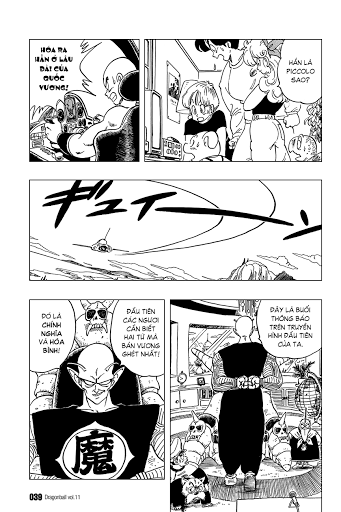 HẮN LÀ
PICCOLO
SAO?
HÓA RA
HẮN Ở LÂU
ĐÀI CỦA
QUỐC
VƯƠNG!
ギュイーン
ĐÂY LÀ BUỔI
THÔNG BÁO
TRÊN TRUYỀN
HÌNH ĐẦU TIÊN
CỦA TA.
ĐẦU TIÊN
CÁC NGƯƠI
CẦN BIẾT
HAI TỪ MÀ
BẢN VƯƠNG
GHÉT NHẤT!
ĐÓ LÀ
CHÍNH
NGHĨA
VÀ HÒA
BÌNH!
魔
039 Dragonball vol.11